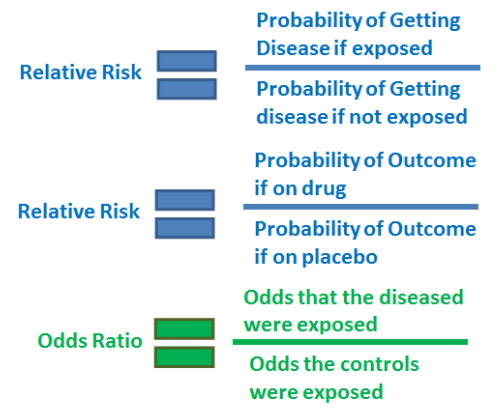 Probability of Getting
Disease if exposed
Relative Risk
Probability of Getting
disease if not exposed
Probability of Outcome
if on drug
Relative Risk
Probability of Outcome
if on placebo
Odds that the diseased
were exposed
Odds Ratio
Odds the controls
were exposed